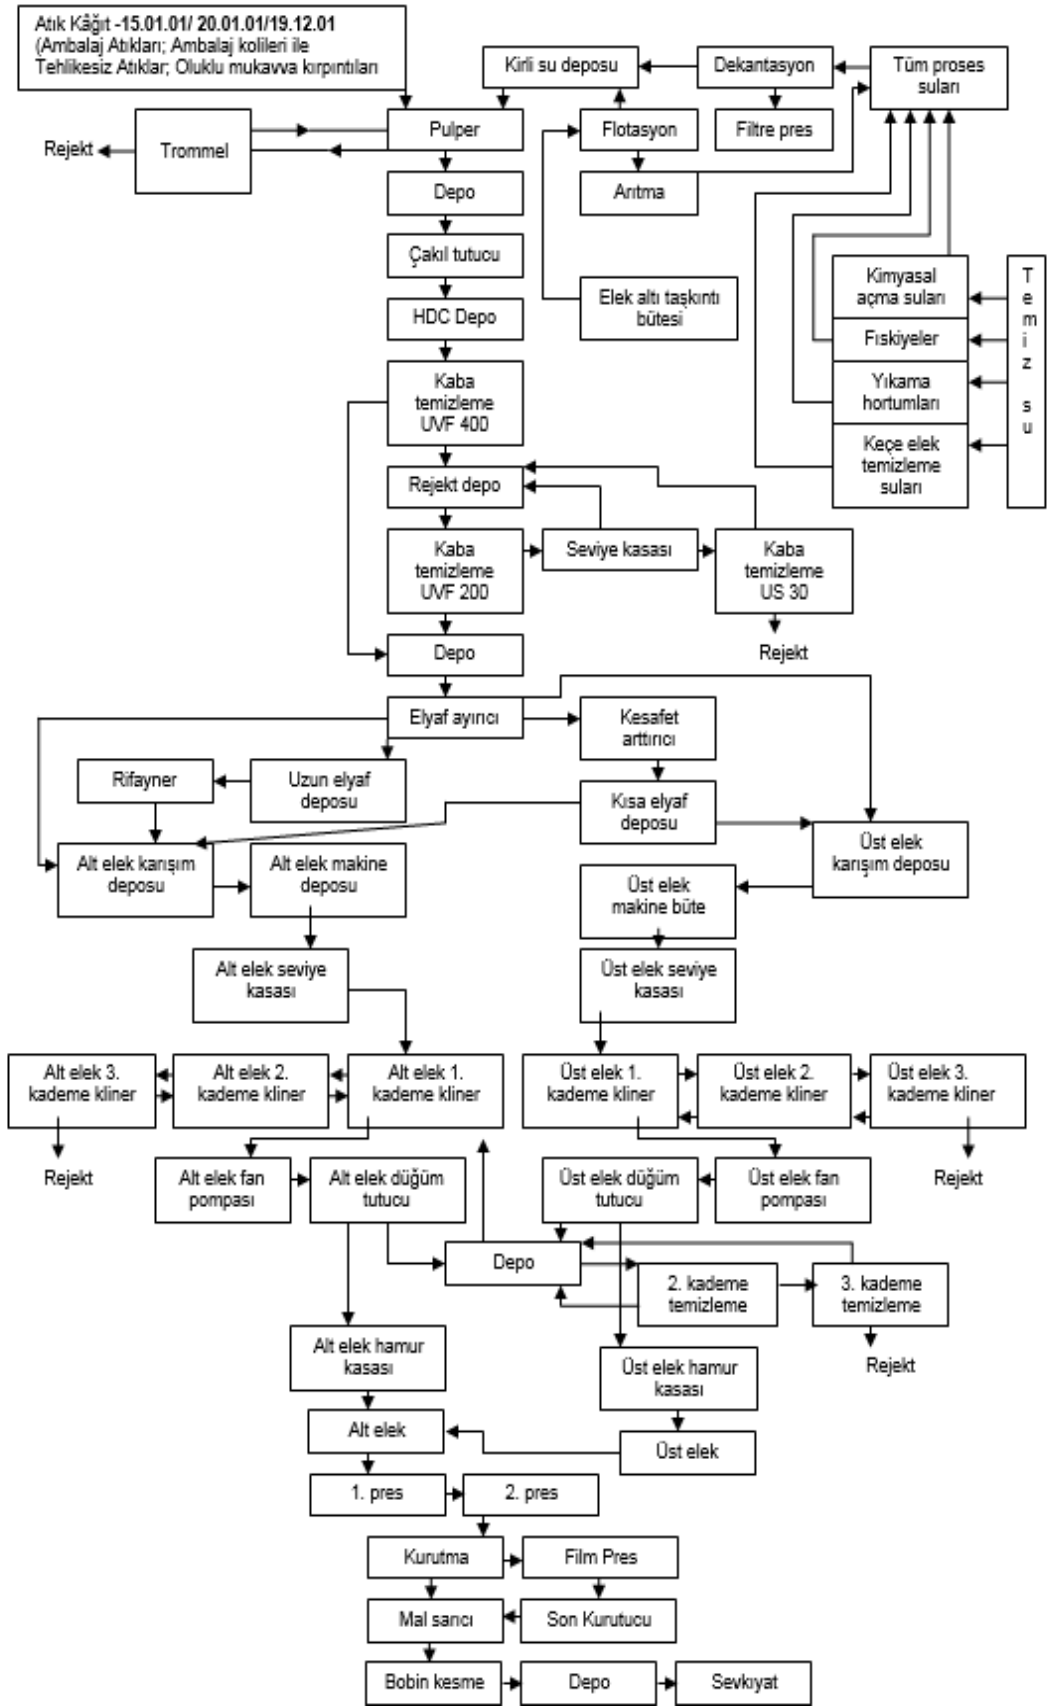 Atık Kâğıt -15.01.01/ 20.01.01/19.12.01
(Ambalaj Atıkları; Ambalaj kolileri ile
Tehlikesiz Atıklar; Oluklu mukavva kırpıntıları
Kirli su deposu
Dekantasyon
Tüm proses
suları
Rejekt
Trommel
Pulper
Flotasyon
Filtre pres
Depo
Arıtma
Çakıl tutucu
HDC Depo
Elek altı taşkıntı
bütesi
Kimyasal
açma suları
Fıskiyeler
Yıkama
hortumları
Keçe elek
temizleme
suları
Temiz su
Kaba
temizleme
UVF 400
Rejekt depo
Kaba
temizleme
UVF 200
Seviye kasası
Kaba
temizleme
US 30
Rejekt
Depo
Elyaf ayırıcı
Kesafet
arttırıcı
Rifayner
Uzun elyaf
deposu
Kısa elyaf
deposu
Alt elek karışım
deposu
Alt elek makine
deposu
Üst elek
karışım deposu
Üst elek
makine büte
Alt elek seviye
kasası
Üst elek seviye
kasası
Alt elek 3.
kademe kliner
Alt elek 2.
kademe kliner
Alt elek 1.
kademe kliner
Üst elek 1.
kademe kliner
Üst elek 2.
kademe kliner
Üst elek 3.
kademe kliner
Rejekt
Alt elek fan
pompası
Alt elek düğüm
tutucu
Üst elek düğüm
tutucu
Üst elek fan
pompası
Rejekt
Depo
2. kademe
temizleme
3. kademe
temizleme
Rejekt
Alt elek hamur
kasası
Üst elek hamur
kasası
Alt elek
Üst elek
1. pres
2. pres
Kurutma
Film Pres
Mal sarıcı
Son Kurutucu
Bobin kesme
Depo
Sevkıyat